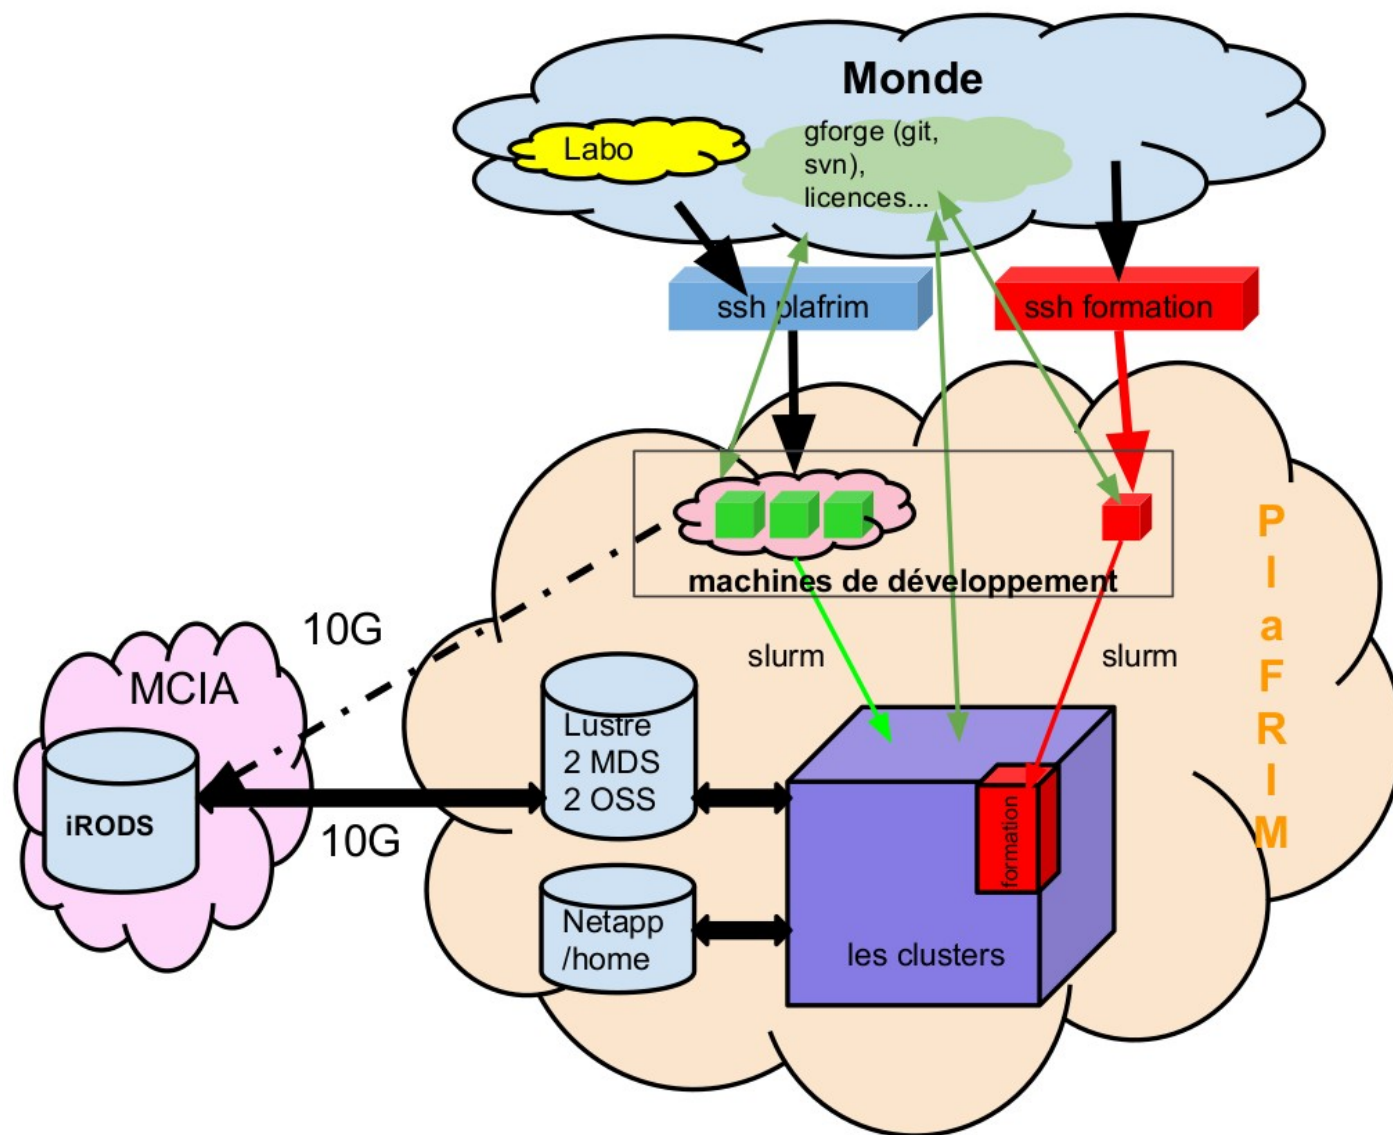 Monde
Labo
gforge (git,
svn),
licences...
ssh plafrim
ssh formation
machines de développement
PlaFRIM
10G
slurm
slurm
MCIA
Lustre
2 MDS
2 OSS
iRODS
10G
formation
Netapp
/home
les clusters